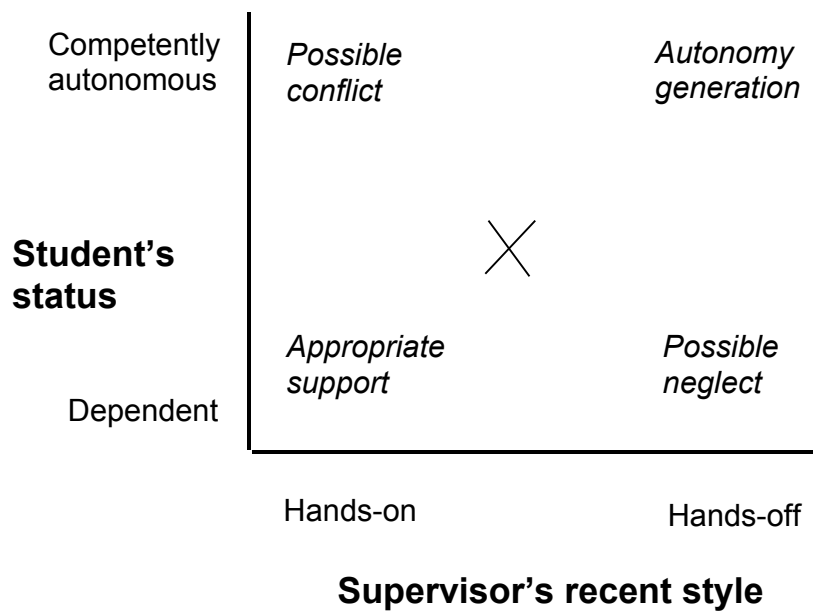 Competently
autonomous
Possible
conflict
Autonomy
generation
Student’s
status
Appropriate
support
Possible
neglect
Dependent
Hands-on
Hands-off
Supervisor’s recent style